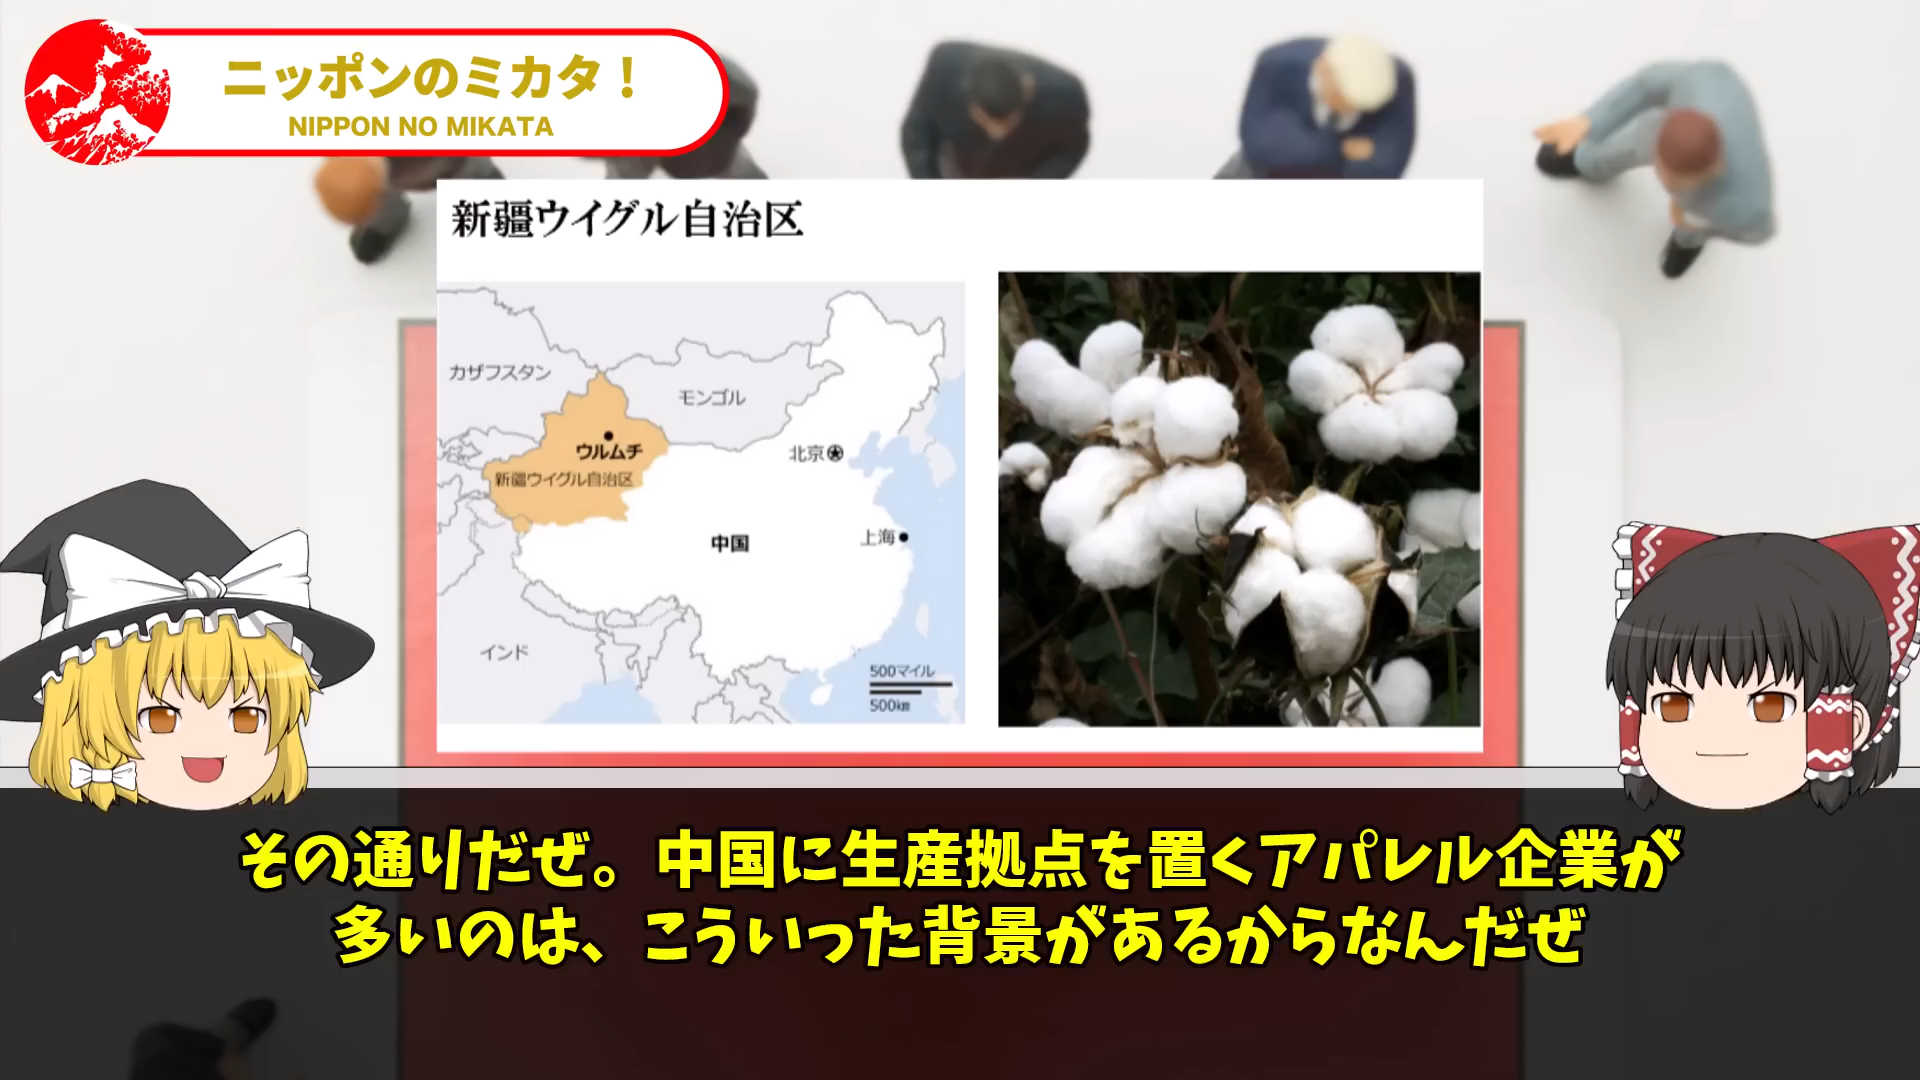 ニッポンのミカタ!
NIPPON NO MIKATA
新疆ウイグル自治区
カザフスタン
モンゴル
ウルムチ
北京
新疆ウイグル自治区
中国
上海
インド
500マイル
500㎞
その通りだぜ。中国に生産拠点を置くアパレル企業が
多いのは、こういった背景があるからなんだぜ